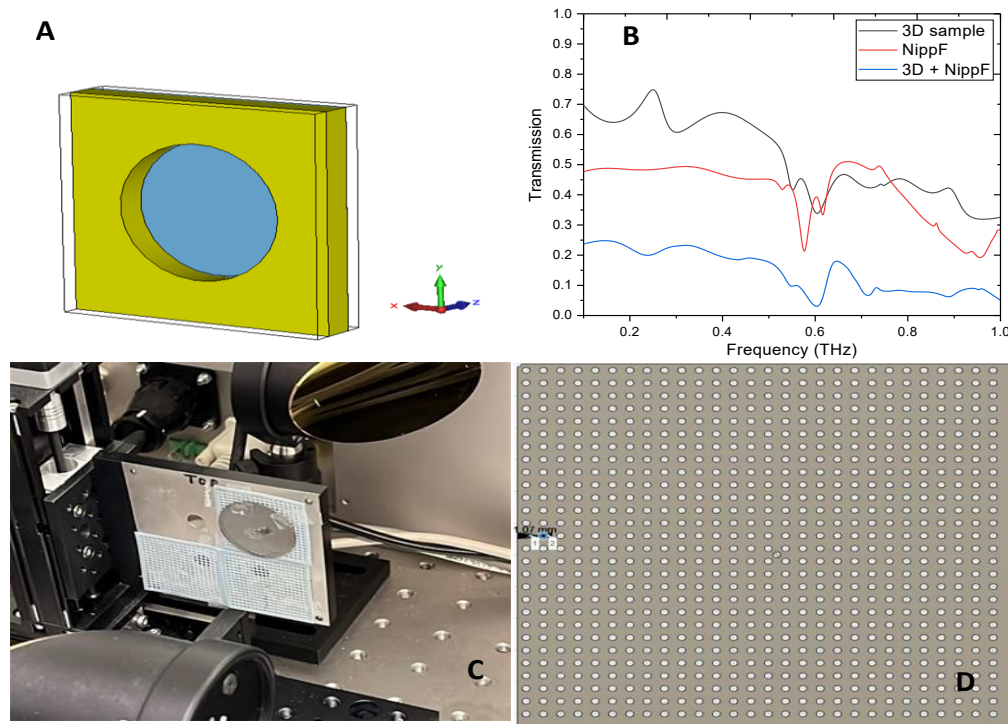 A
Y
X
Z
B
1.0
0.9
0.8
0.7
0.6
0.5
0.4
0.3
0.2
0.1
0.0
Transmission
3D sample
NippF
3D + NippF
0.2
0.4
0.6
0.8
1.0
Frequency (THz)
Top
C
1.07 mm
1
2
D